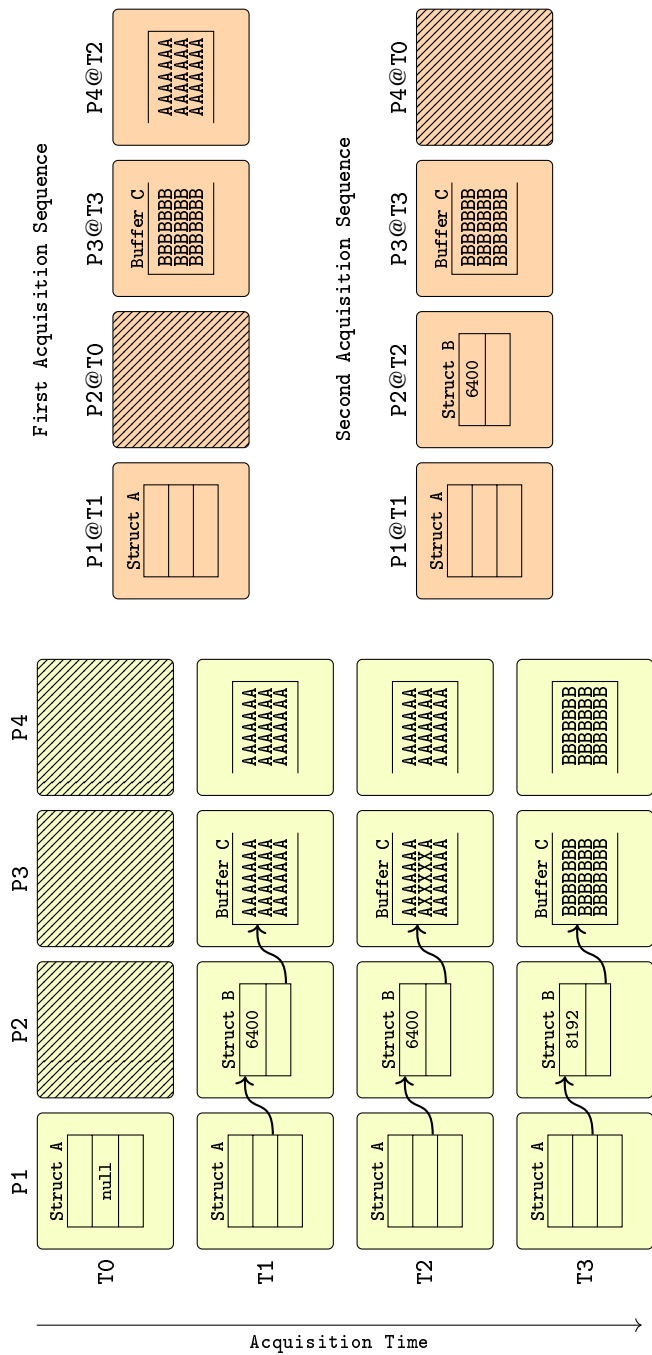 P1 P2 P3 P4
T0
Struct A
null
T1
Struct A
Struct B
6400
Buffer C
AAAAAAA
AAAAAAA
AAAAAAA
AAAAAAA
AAAAAAA
AAAAAAA
T2
Struct A
Struct B
6400
Buffer C
AAAAAAA
AXXXXXA
AAAAAAA
AAAAAAA
AAAAAAA
AAAAAAA
T3
Struct A
Struct B
8192
Buffer C
BBBBBBB
BBBBBBB
BBBBBBB
BBBBBBB
BBBBBBB
BBBBBBB
Acquisition Time
First Acquisition Sequence
P1@T1 P2@T0 P3@T3 P4@T2
Struct A
Buffer C
BBBBBBB
BBBBBBB
BBBBBBB
AAAAAAA
AAAAAAA
AAAAAAA
Second Acquisition Sequence
P1@T1 P2@T2 P3@T3 P4@T0
Struct A
Struct B
6400
Buffer C
BBBBBBB
BBBBBBB
BBBBBBB